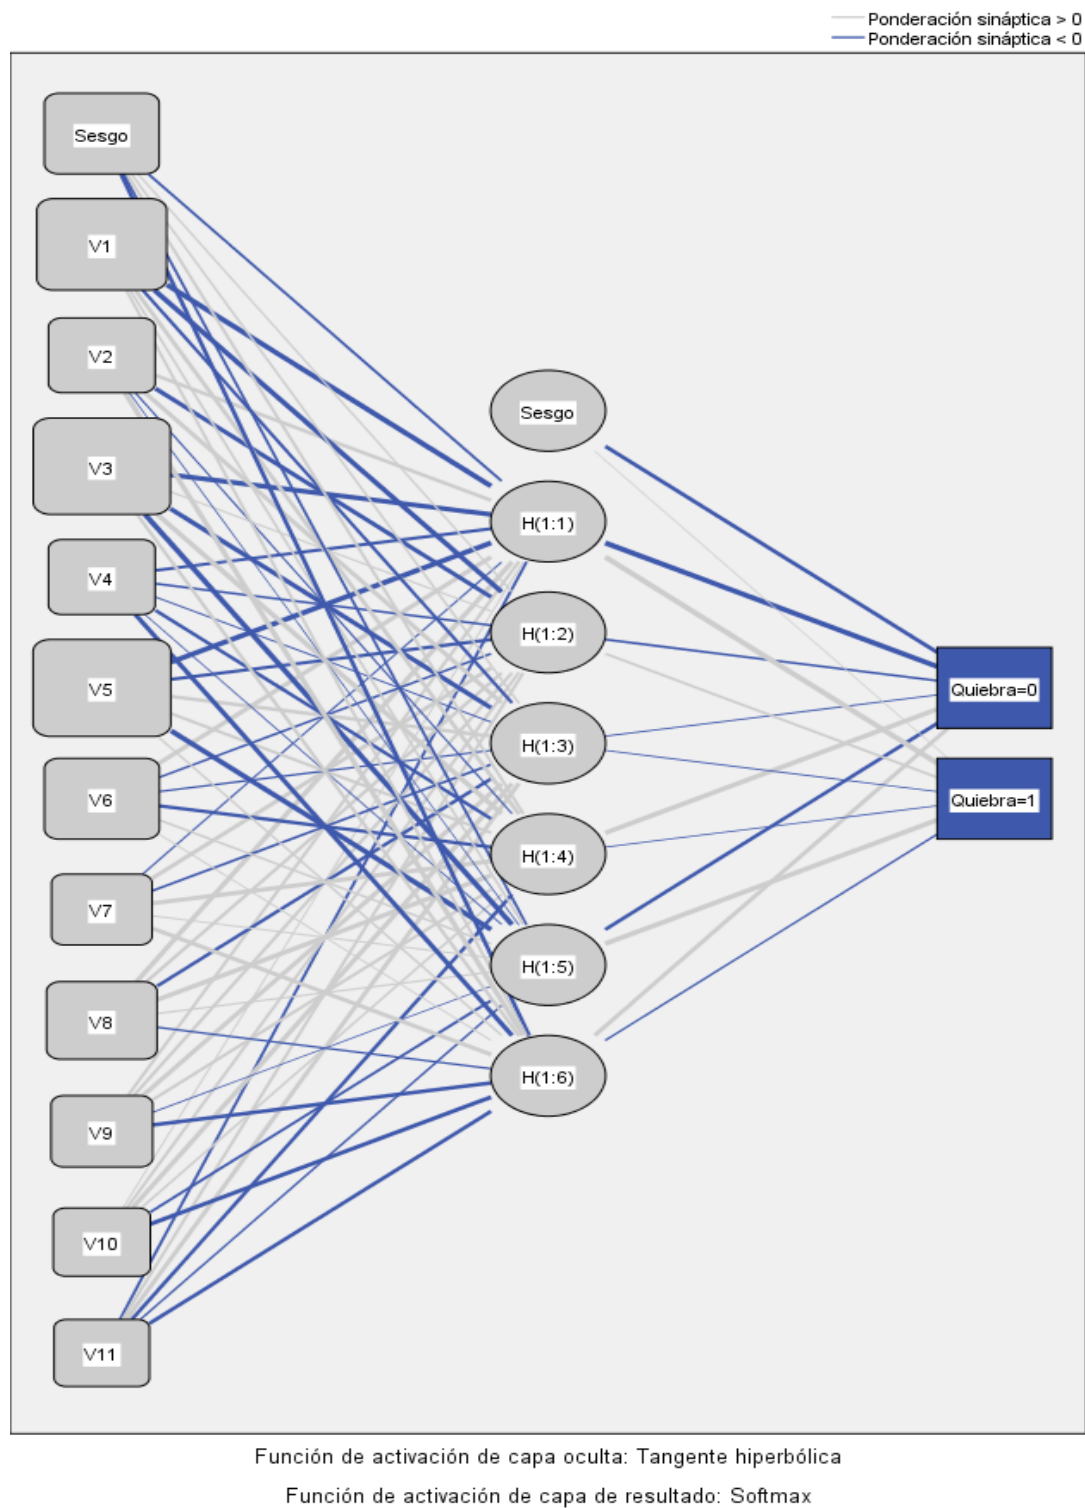 Ponderación sináptica > 0
Ponderación sináptica < 0
Sesgo
V1
V2
V3
V4
V5
V6
V7
V8
V9
V10
V11
Sesgo
H(1:1)
H(1:2)
H(1:3)
H(1:4)
H(1:5)
H(1:6)
Quiebra=0
Quiebra=1
Función de activación de capa oculta: Tangente hiperbólica
Función de activación de capa de resultado: Softmax